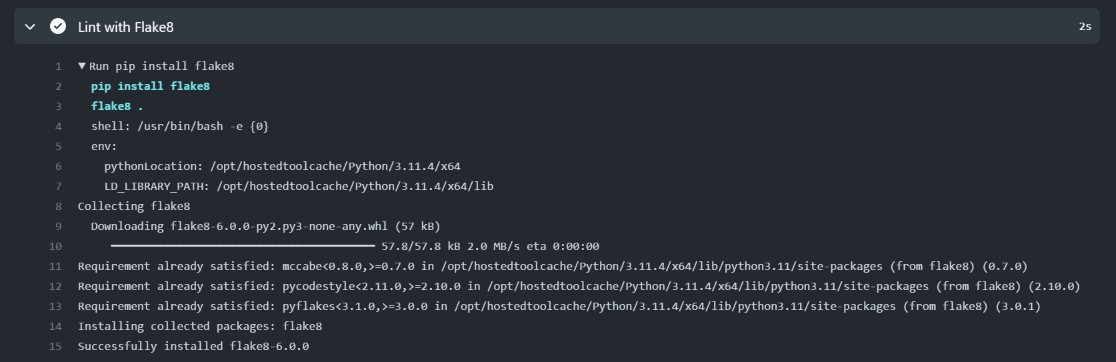 Lint with Flake8 2s
1 ▼ Run pip install flake8
2 pip install flake8
3 flake8 .
4 shell: /usr/bin/bash -e {0}
5 env:
6 pythonLocation: /opt/hostedtoolcache/Python/3.11.4/x64
7 LD_LIBRARY_PATH: /opt/hostedtoolcache/Python/3.11.4/x64/lib
8 Collecting flake8
9 Downloading flake8-6.0.0-py2.py3-none-any.whl (57 kB)
10 ━━━━━━━━━━━━━━━━━━━━━━━━━━━━━━━━━━━━━━━━ 57.8/57.8 kB 2.0 MB/s eta 0:00:00
11 Requirement already satisfied: mccabe<0.8.0,>=0.7.0 in /opt/hostedtoolcache/Python/3.11.4/x64/lib/python3.11/site-packages (from flake8) (0.7.0)
12 Requirement already satisfied: pycodestyle<2.11.0,>=2.10.0 in /opt/hostedtoolcache/Python/3.11.4/x64/lib/python3.11/site-packages (from flake8) (2.10.0)
13 Requirement already satisfied: pyflakes<3.1.0,>=3.0.0 in /opt/hostedtoolcache/Python/3.11.4/x64/lib/python3.11/site-packages (from flake8) (3.0.1)
14 Installing collected packages: flake8
15 Successfully installed flake8-6.0.0